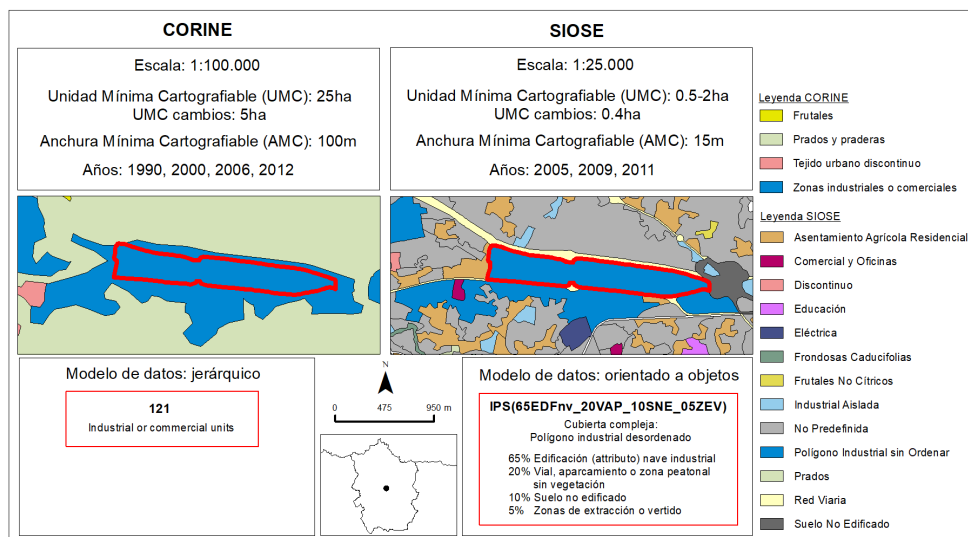 CORINE
Escala: 1:100.000
Unidad Mínima Cartografiable (UMC): 25ha
UMC cambios: 5ha
Anchura Mínima Cartografiable (AMC): 100m
Años: 1990, 2000, 2006, 2012
SIOSE
Escala: 1:25.000
Unidad Mínima Cartografiable (UMC): 0.5-2ha
UMC cambios: 0.4ha
Anchura Mínima Cartografiable (AMC): 15m
Años: 2005, 2009, 2011
Leyenda CORINE
Frutales
Prados y praderas
Tejido urbano discontinuo
Zonas industriales o comerciales
Leyenda SIOSE
Asentamiento Agrícola Residencial
Comercial y Oficinas
Discontinuo
Educación
Eléctrica
Frondosas Caducifolias
Frutales No Cítricos
Industrial Aislada
No Predefinida
Polígono Industrial sin Ordenar
Prados
Red Viaria
Suelo No Edificado
Modelo de datos: jerárquico
121
Industrial or commercial units
N
0 475 950 m
Modelo de datos: orientado a objetos
IPS(65EDFnv_20VAP_10SNE_05ZEV)
Cubierta compleja:
Polígono industrial desordenado
65% Edificación (attributo) nave industrial
20% Vial, aparcamiento o zona peatonal
sin vegetación
10% Suelo no edificado
5% Zonas de extracción o vertido